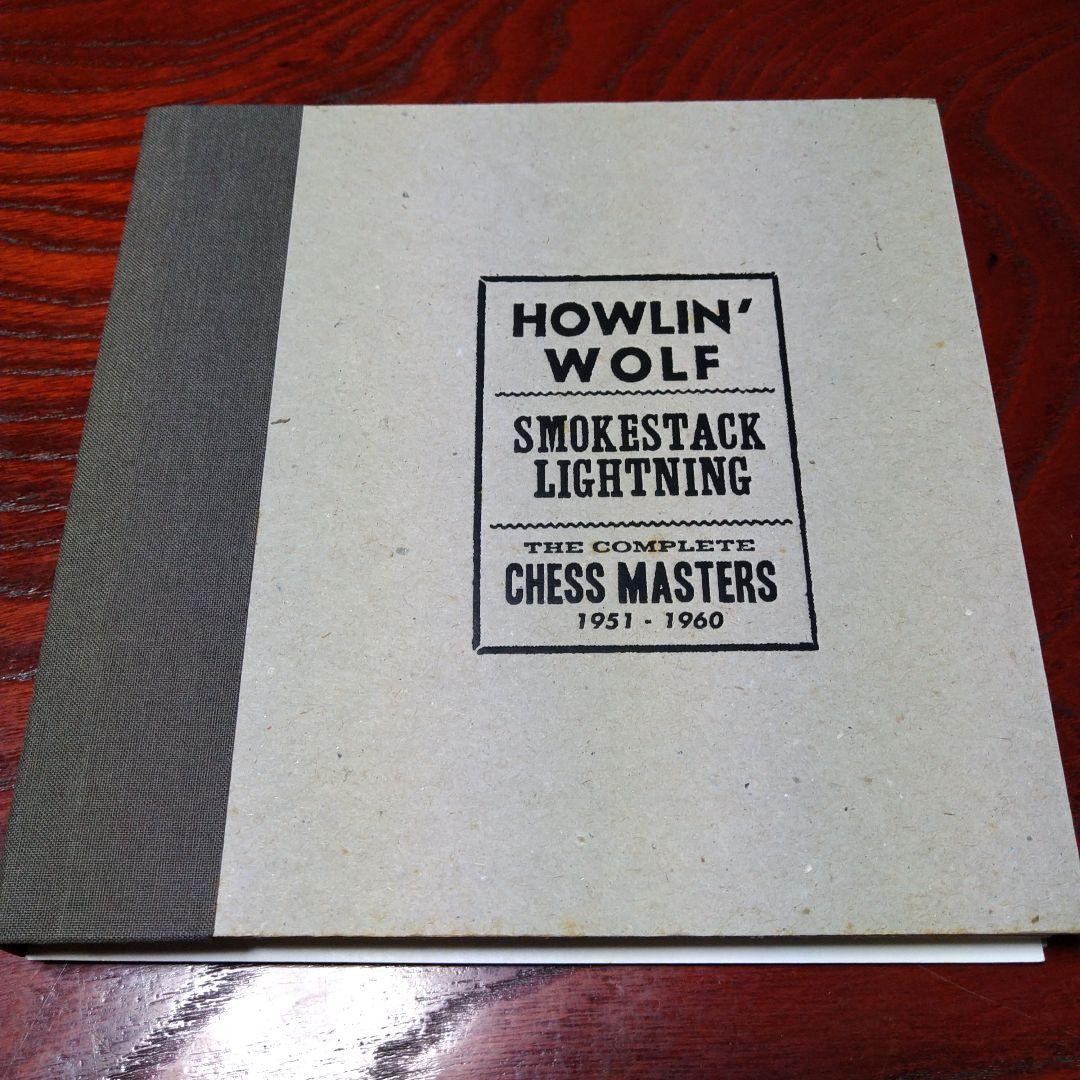 HOWLIN'
WOLF
SMOKESTACK
LIGHTNING
THE COMPLETE
CHESS MASTERS
1951 - 1960